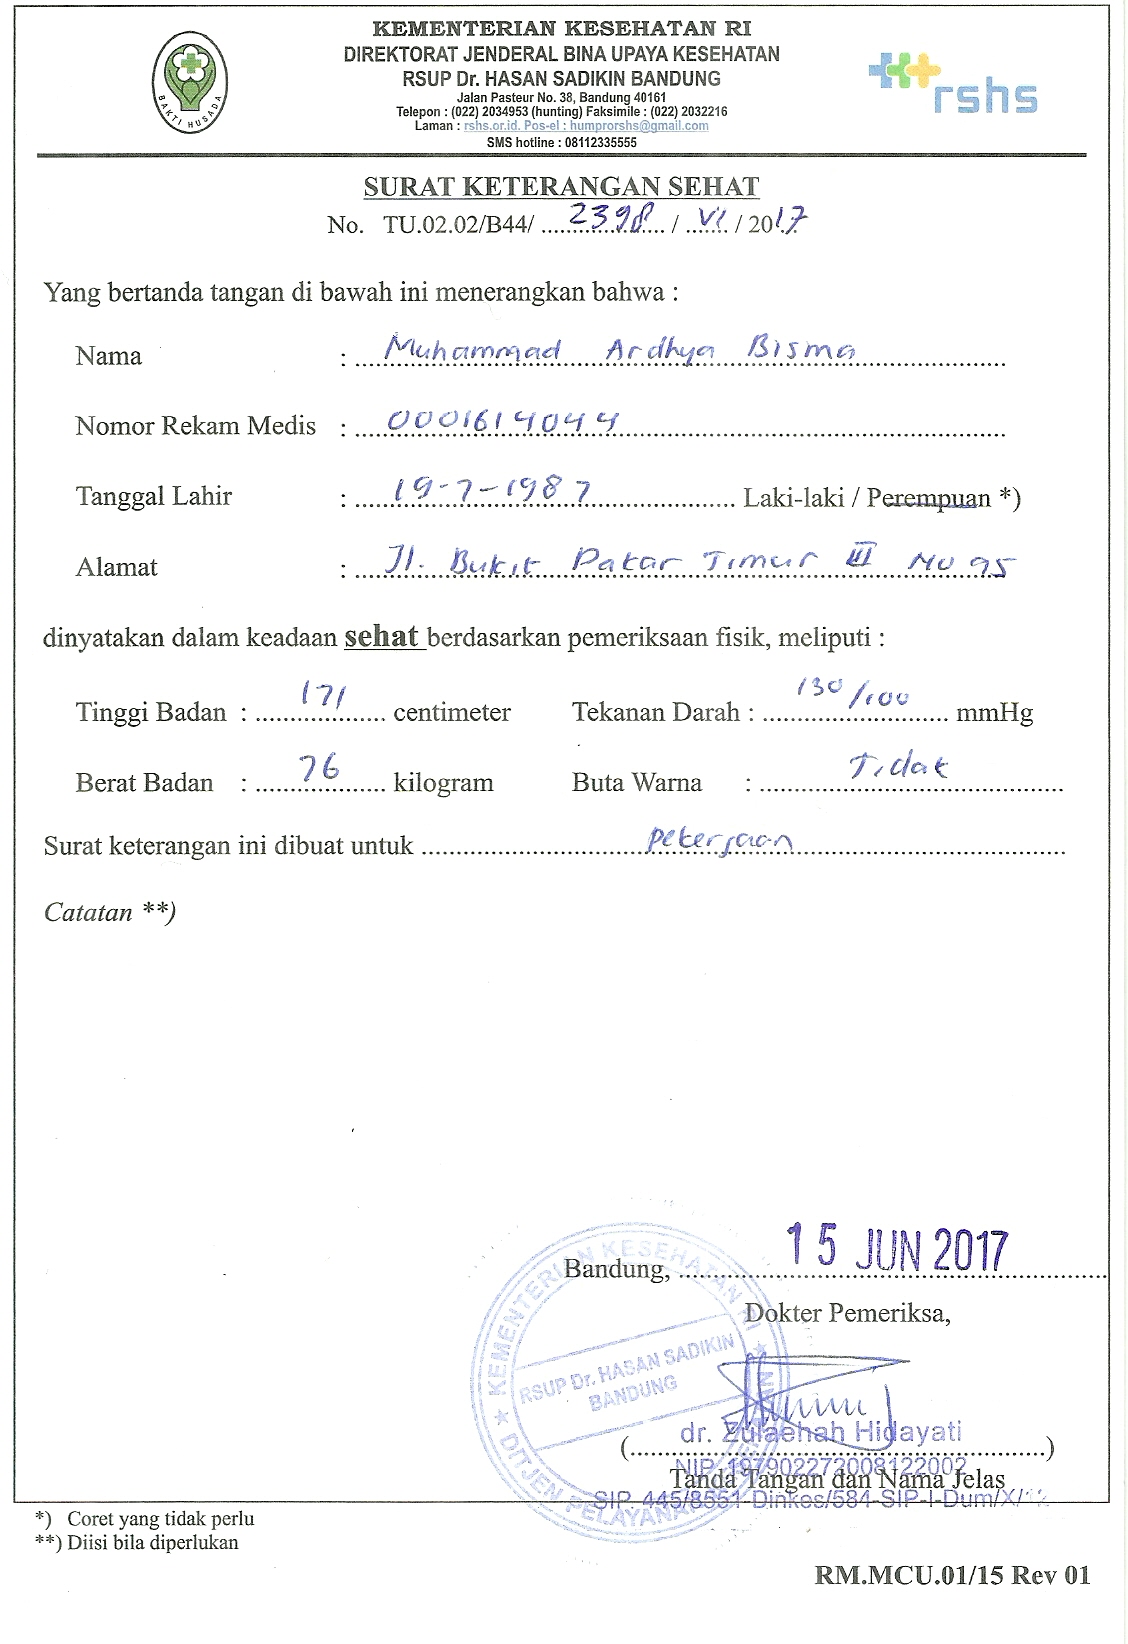 KEMENTERIAN KESEHATAN RI
DIREKTORAT JENDERAL BINA UPAYA KESEHATAN
RSUP Dr. HASAN SADIKIN BANDUNG
Jalan Pasteur No. 38, Bandung 40161
Telepon : (022) 2034953 (hunting) Faksimile : (022) 2032216
Laman : rshs.or.id. Pos-el : humprorshs@gmail.com
SMS hotline : 08112335555
BAKTI HUSADA
rshs
SURAT KETERANGAN SEHAT
No. TU.02.02/B44/ 2398 / VI / 2017
Yang bertanda tangan di bawah ini menerangkan bahwa :
Nama : Muhammad Ardhya Bisma
Nomor Rekam Medis : 0001614044
Tanggal Lahir : 19-7-1987 Laki-laki / Perempuan *)
Alamat : Jl. Bukit Pakar Timur III No 95
dinyatakan dalam keadaan sehat berdasarkan pemeriksaan fisik, meliputi :
Tinggi Badan : 171 centimeter Tekanan Darah : 130/100 mmHg
Berat Badan : 76 kilogram Buta Warna : Tidak
Surat keterangan ini dibuat untuk pekerjaan
Catatan **)
Bandung, 15 JUN 2017
Dokter Pemeriksa,
KEMENTERIAN KESEHATAN RI
RSUP Dr. HASAN SADIKIN
BANDUNG
DITJEN PELAYANAN
dr. Zulaehah Hidayati
(..........)
NIP. 197902272008122002
Tanda Tangan dan Nama Jelas
SIP. 445/8551-Dinkes/584-SIP-I-Dum/X/
*) Coret yang tidak perlu
**) Diisi bila diperlukan
RM.MCU.01/15 Rev 01